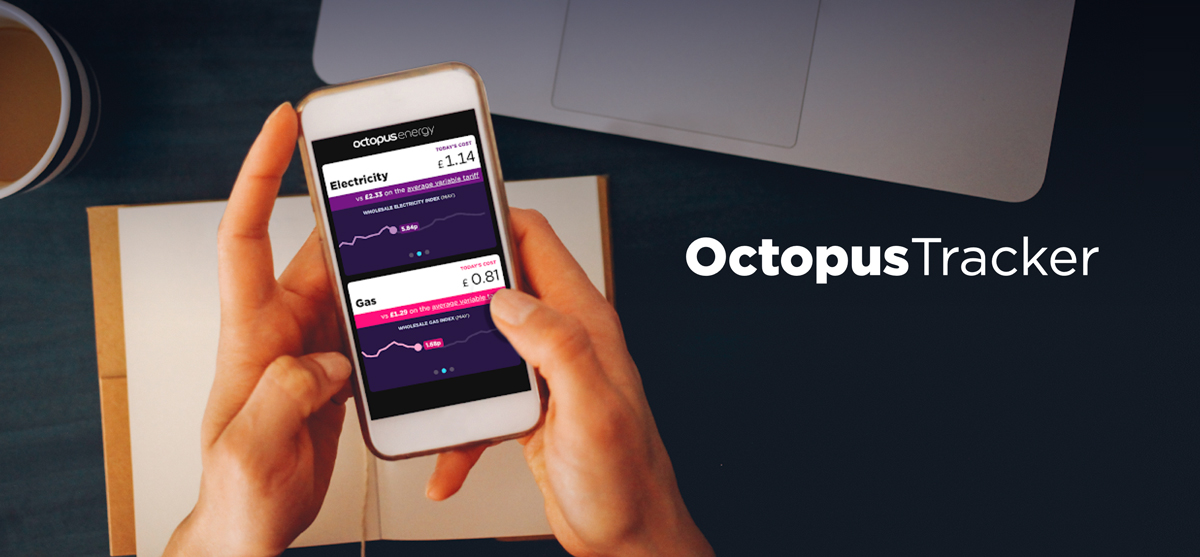 octopusenergy
TODAY'S COST
Electricity
£1.14
vs £2.33 on the average variable tariff
WHOLESALE ELECTRICITY INDEX (MAY)
5.84p
TODAY'S COST
Gas
£0.81
vs £1.29 on the average variable
WHOLESALE GAS INDEX (MAY)
1.68p
OctopusTracker